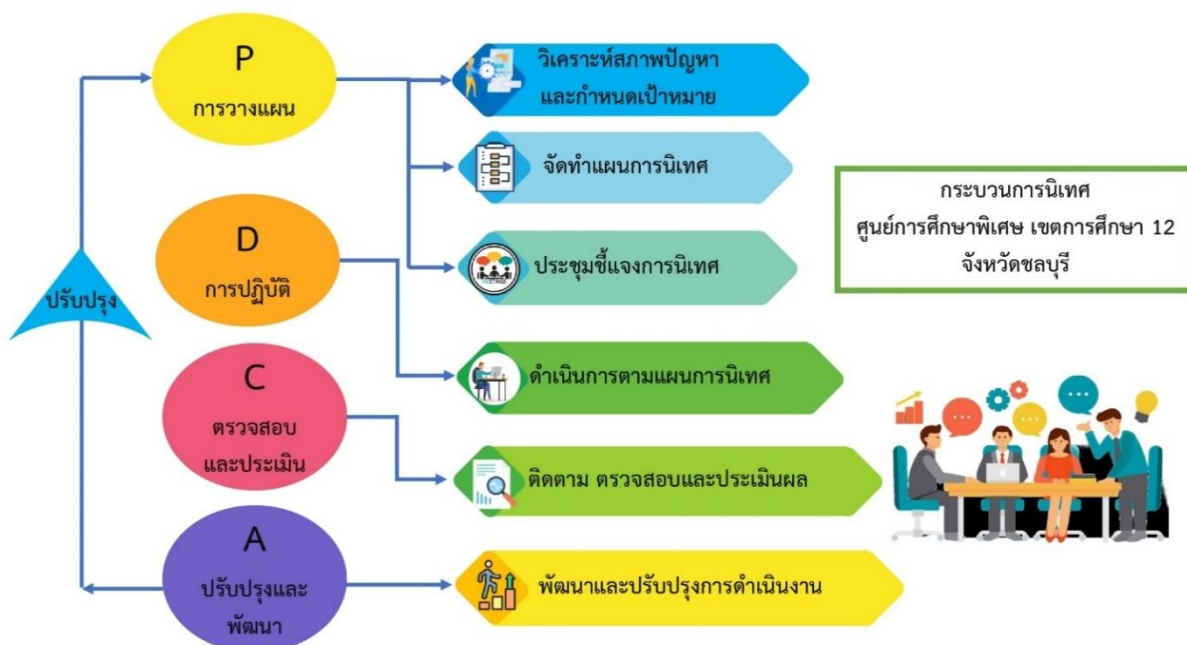 P
การวางแผน
วิเคราะห์สภาพปัญหา
และกำหนดเป้าหมาย
จัดทำแผนการนิเทศ
ประชุมชี้แจงการนิเทศ
D
การปฏิบัติ
ดำเนินการตามแผนการนิเทศ
C
ตรวจสอบ
และประเมิน
ติดตาม ตรวจสอบและประเมินผล
A
ปรับปรุงและ
พัฒนา
พัฒนาและปรับปรุงการดำเนินงาน
ปรับปรุง
กระบวนการนิเทศ
ศูนย์การศึกษาพิเศษ เขตการศึกษา 12
จังหวัดชลบุรี